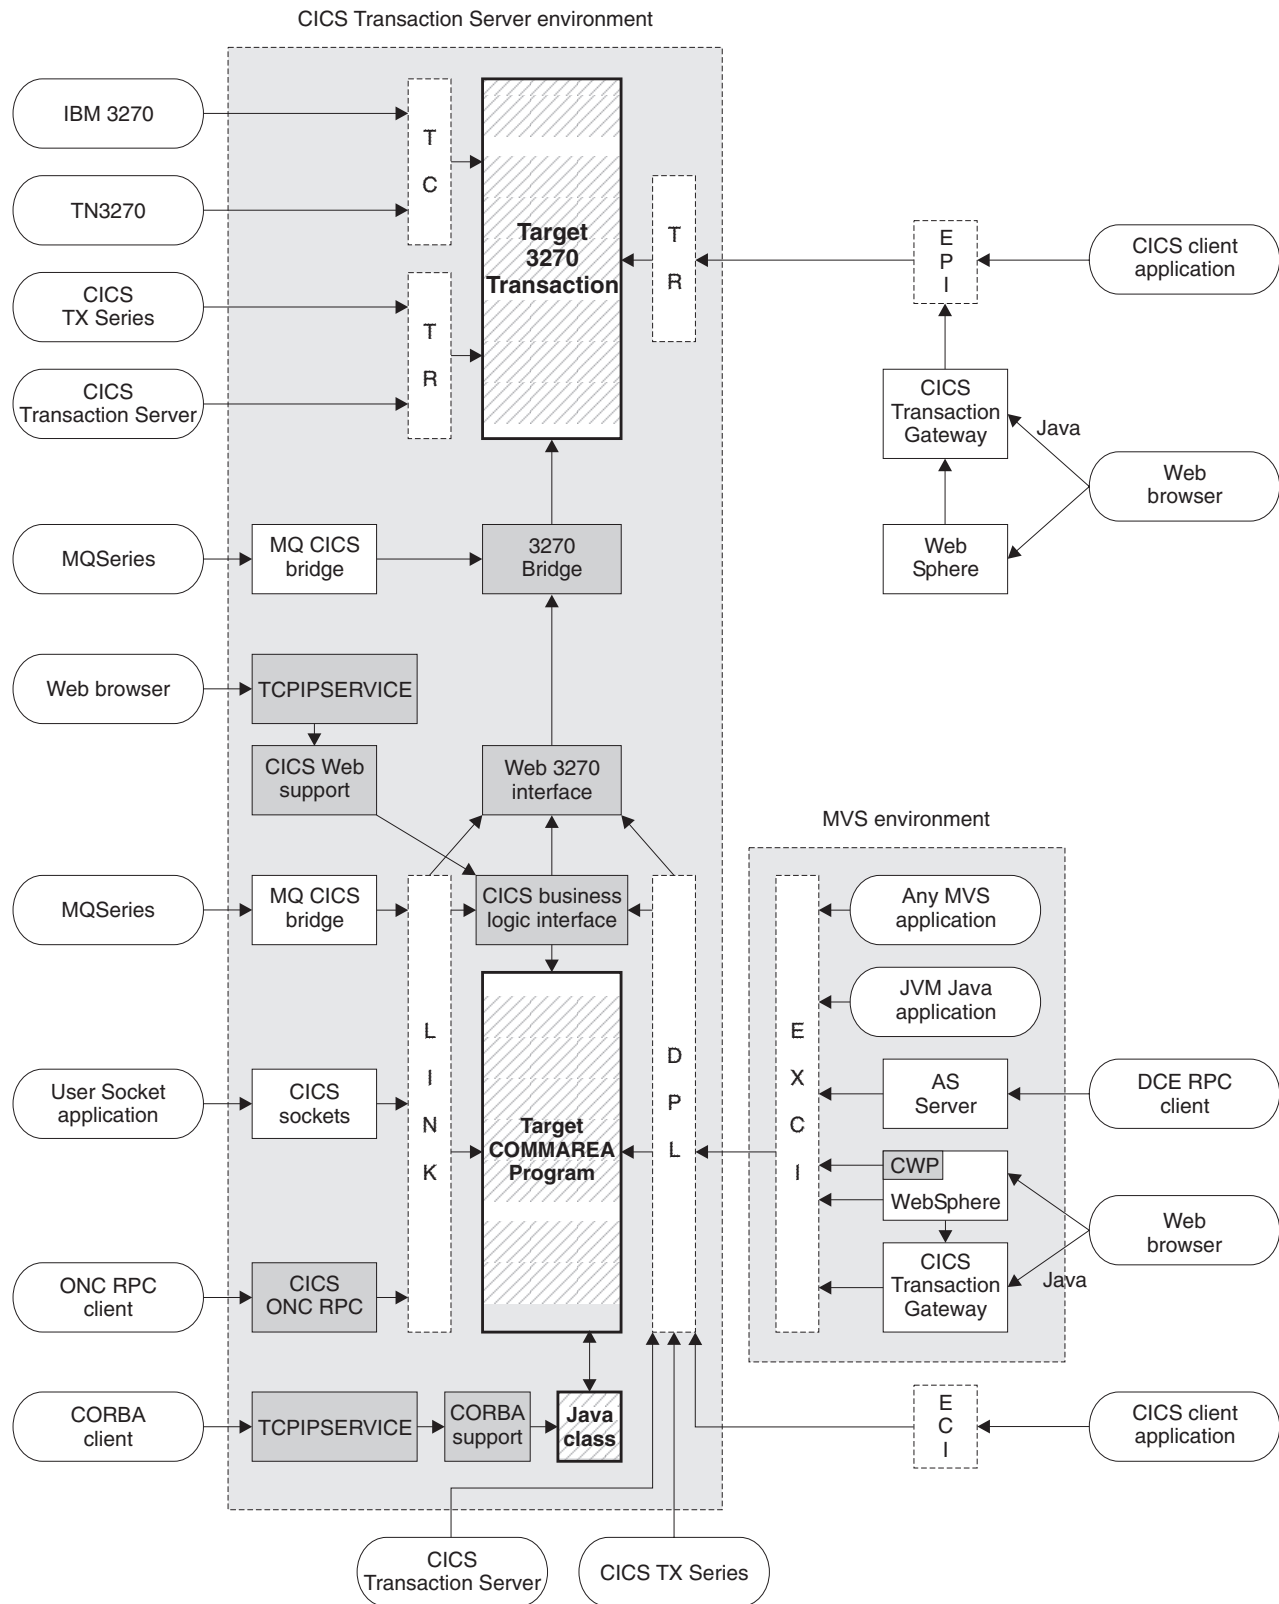 CICS Transaction Server environment
IBM 3270
TN3270
CICS
TX Series
CICS
Transaction Server
T
C
T
R
Target
3270
Transaction
T
R
E
P
I
CICS client
application
CICS
Transaction
Gateway
Java
Web
browser
Web
Sphere
MQSeries
MQ CICS
bridge
3270
Bridge
Web browser
TCPIPSERVICE
CICS Web
support
Web 3270
interface
MVS environment
MQSeries
MQ CICS
bridge
CICS business
logic interface
Any MVS
application
JVM Java
application
L
I
N
K
D
P
L
E
X
C
I
User Socket
application
CICS
sockets
Target
COMMAREA
Program
AS
Server
DCE RPC
client
CWP
WebSphere
Web
browser
ONC RPC
client
CICS
ONC RPC
CICS
Transaction
Gateway
Java
CORBA
client
TCPIPSERVICE
CORBA
support
Java
class
E
C
I
CICS client
application
CICS
Transaction Server
CICS TX Series